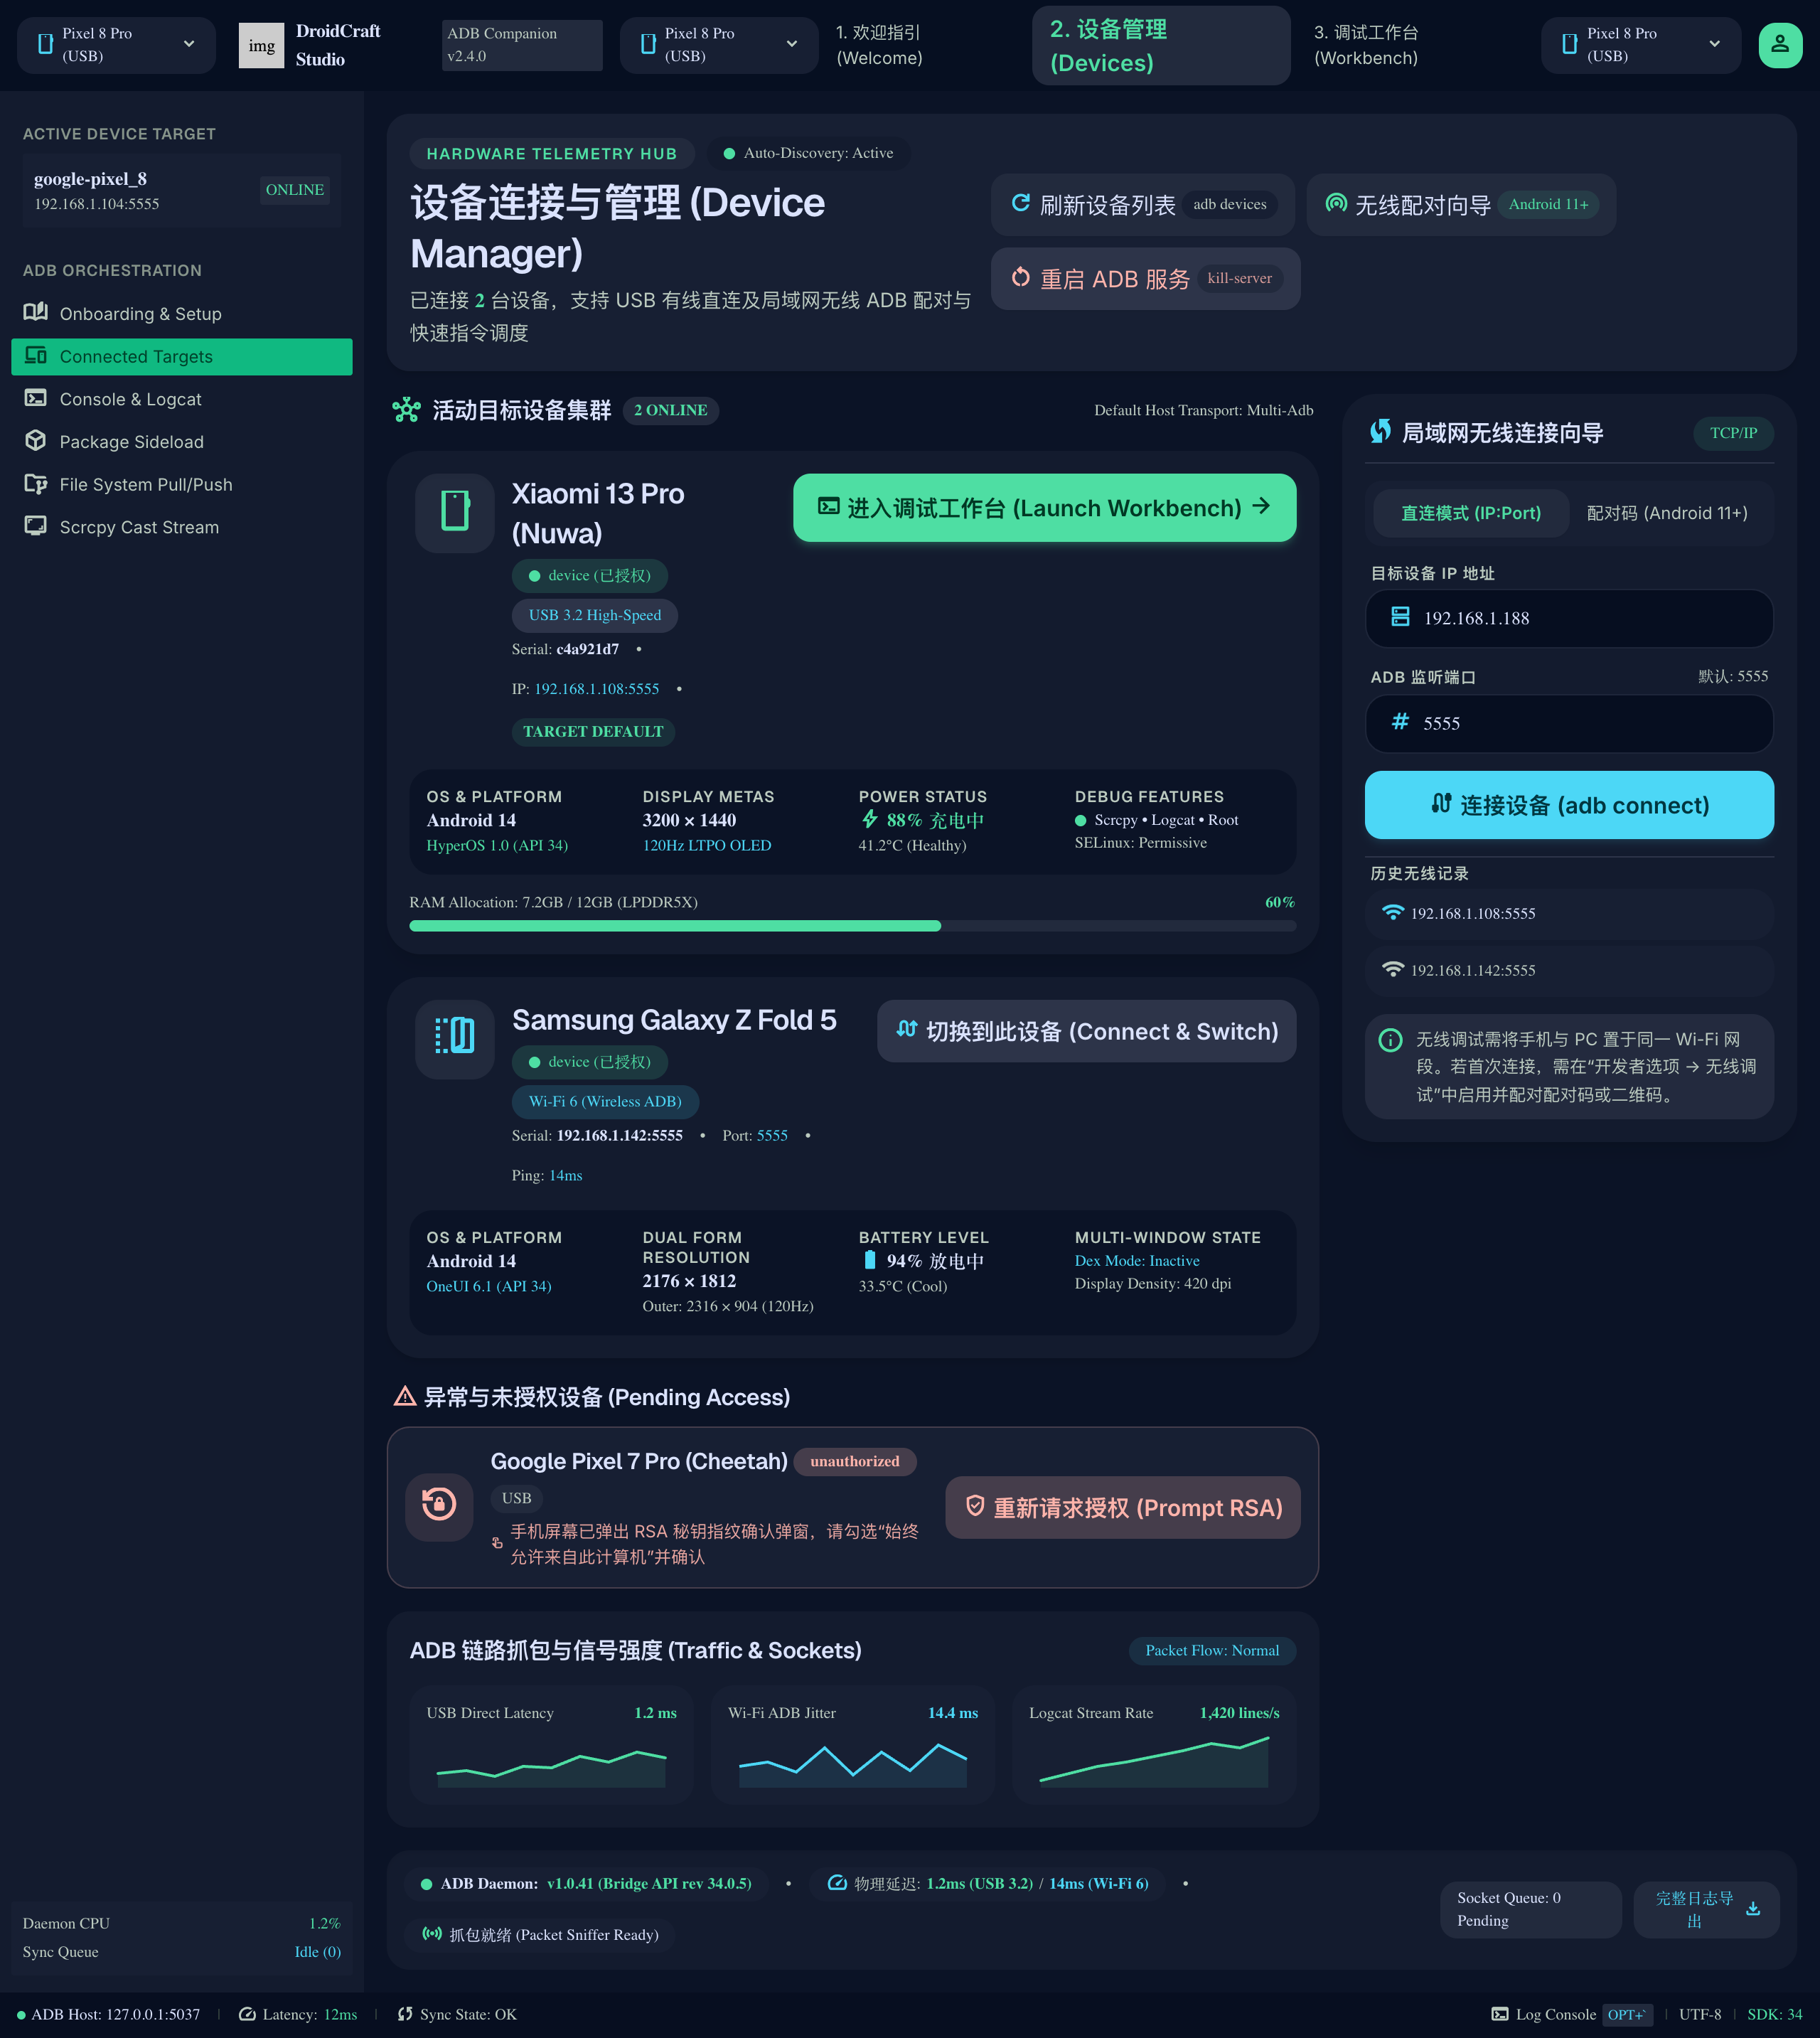 Pixel 8 Pro
(USB)
img
DroidCraft
Studio
ADB Companion
v2.4.0
Pixel 8 Pro
(USB)
1. 欢迎指引
(Welcome)
2. 设备管理
(Devices)
3. 调试工作台
(Workbench)
Pixel 8 Pro
(USB)
ACTIVE DEVICE TARGET
google-pixel_8
192.168.1.104:5555
ONLINE
ADB ORCHESTRATION
Onboarding & Setup
Connected Targets
Console & Logcat
Package Sideload
File System Pull/Push
Scrcpy Cast Stream
Daemon CPU
1.2%
Sync Queue
Idle (0)
HARDWARE TELEMETRY HUB
Auto-Discovery: Active
设备连接与管理 (Device
Manager)
已连接 2 台设备，支持 USB 有线直连及局域网无线 ADB 配对与
快速指令调度
刷新设备列表 adb devices
无线配对向导 Android 11+
重启 ADB 服务 kill-server
活动目标设备集群 2 ONLINE
Default Host Transport: Multi-Adb
Xiaomi 13 Pro
(Nuwa)
device (已授权)
USB 3.2 High-Speed
Serial: c4a921d7 •
IP: 192.168.1.108:5555 •
TARGET DEFAULT
进入调试工作台 (Launch Workbench) →
OS & PLATFORM
Android 14
HyperOS 1.0 (API 34)
DISPLAY METAS
3200 × 1440
120Hz LTPO OLED
POWER STATUS
88% 充电中
41.2°C (Healthy)
DEBUG FEATURES
Scrcpy • Logcat • Root
SELinux: Permissive
RAM Allocation: 7.2GB / 12GB (LPDDR5X)
60%
Samsung Galaxy Z Fold 5
device (已授权)
Wi-Fi 6 (Wireless ADB)
Serial: 192.168.1.142:5555 • Port: 5555 •
Ping: 14ms
切换到此设备 (Connect & Switch)
OS & PLATFORM
Android 14
OneUI 6.1 (API 34)
DUAL FORM
RESOLUTION
2176 × 1812
Outer: 2316 × 904 (120Hz)
BATTERY LEVEL
94% 放电中
33.5°C (Cool)
MULTI-WINDOW STATE
Dex Mode: Inactive
Display Density: 420 dpi
异常与未授权设备 (Pending Access)
Google Pixel 7 Pro (Cheetah) unauthorized
USB
手机屏幕已弹出 RSA 秘钥指纹确认弹窗，请勾选“始终
允许来自此计算机”并确认
重新请求授权 (Prompt RSA)
ADB 链路抓包与信号强度 (Traffic & Sockets)
Packet Flow: Normal
USB Direct Latency
1.2 ms
Wi-Fi ADB Jitter
14.4 ms
Logcat Stream Rate
1,420 lines/s
局域网无线连接向导
TCP/IP
直连模式 (IP:Port)
配对码 (Android 11+)
目标设备 IP 地址
192.168.1.188
ADB 监听端口
默认: 5555
# 5555
连接设备 (adb connect)
历史无线记录
192.168.1.108:5555
192.168.1.142:5555
无线调试需将手机与 PC 置于同一 Wi-Fi 网
段。若首次连接，需在“开发者选项 → 无线调
试”中启用并配对配对码或二维码。
ADB Daemon: v1.0.41 (Bridge API rev 34.0.5) •
物理延迟: 1.2ms (USB 3.2) / 14ms (Wi-Fi 6) •
抓包就绪 (Packet Sniffer Ready)
Socket Queue: 0
Pending
完整日志导
出
ADB Host: 127.0.0.1:5037 | Latency: 12ms | Sync State: OK
Log Console OPT+` | UTF-8 | SDK: 34